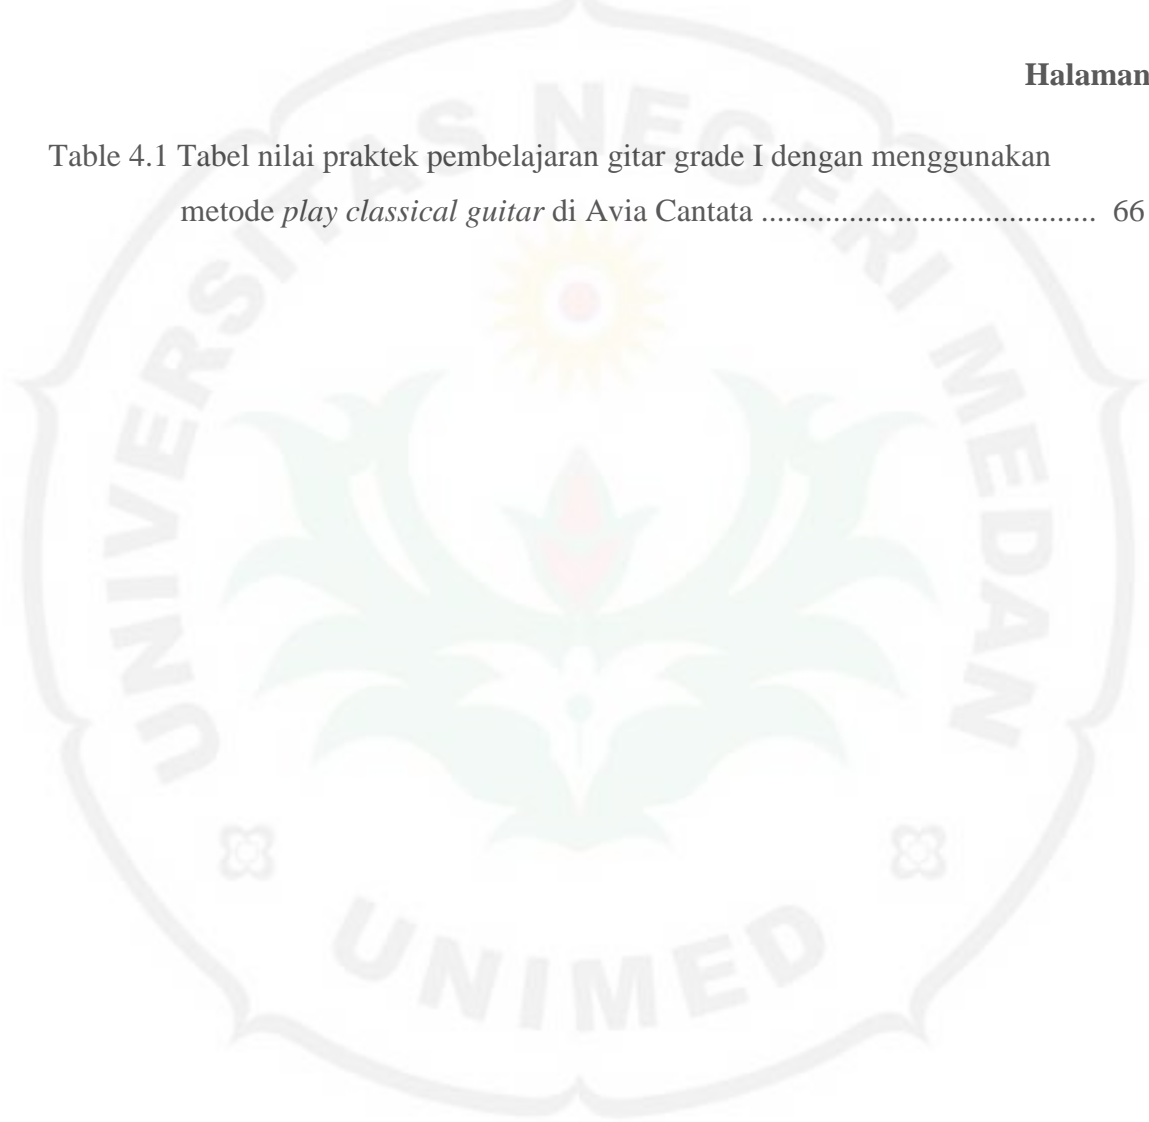 Halaman
Table 4.1 Tabel nilai praktek pembelajaran gitar grade I dengan menggunakan
metode play classical guitar di Avia Cantata .......................................... 66
UNIVERSITAS NEGERI MEDAN
UNIMED